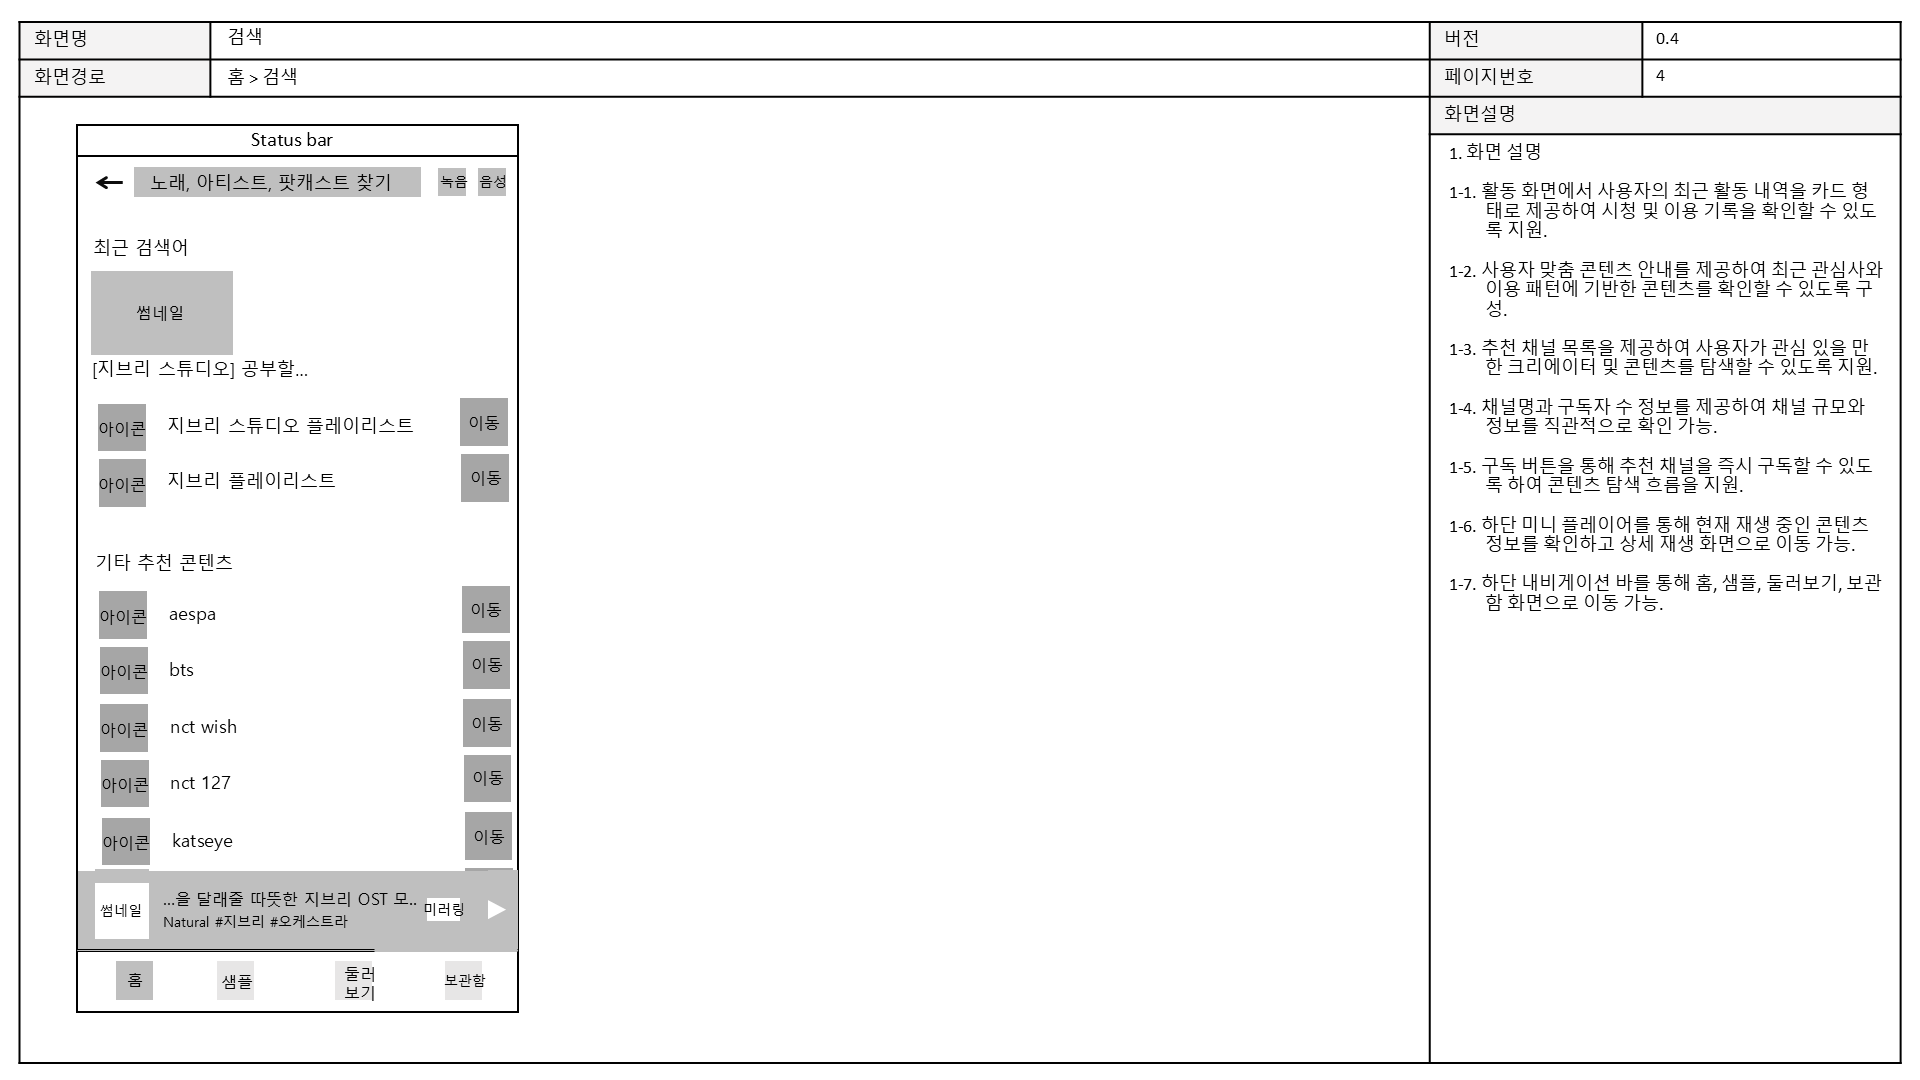 화면명
검색
버전
0.4
화면경로
홈 > 검색
페이지번호
4
화면설명
Status bar
노래, 아티스트, 팟캐스트 찾기
녹음
음성
최근 검색어
썸네일
[지브리 스튜디오] 공부할...
아이콘
지브리 스튜디오 플레이리스트
이동
아이콘
지브리 플레이리스트
이동
기타 추천 콘텐츠
아이콘
aespa
이동
아이콘
bts
이동
아이콘
nct wish
이동
아이콘
nct 127
이동
아이콘
katseye
이동
썸네일
...을 달래줄 따뜻한 지브리 OST 모..
Natural #지브리 #오케스트라
미러링
홈
샘플
둘러
보기
보관함
1. 화면 설명
1-1. 활동 화면에서 사용자의 최근 활동 내역을 카드 형
태로 제공하여 시청 및 이용 기록을 확인할 수 있도
록 지원.
1-2. 사용자 맞춤 콘텐츠 안내를 제공하여 최근 관심사와
이용 패턴에 기반한 콘텐츠를 확인할 수 있도록 구
성.
1-3. 추천 채널 목록을 제공하여 사용자가 관심 있을 만
한 크리에이터 및 콘텐츠를 탐색할 수 있도록 지원.
1-4. 채널명과 구독자 수 정보를 제공하여 채널 규모와
정보를 직관적으로 확인 가능.
1-5. 구독 버튼을 통해 추천 채널을 즉시 구독할 수 있도
록 하여 콘텐츠 탐색 흐름을 지원.
1-6. 하단 미니 플레이어를 통해 현재 재생 중인 콘텐츠
정보를 확인하고 상세 재생 화면으로 이동 가능.
1-7. 하단 내비게이션 바를 통해 홈, 샘플, 둘러보기, 보관
함 화면으로 이동 가능.